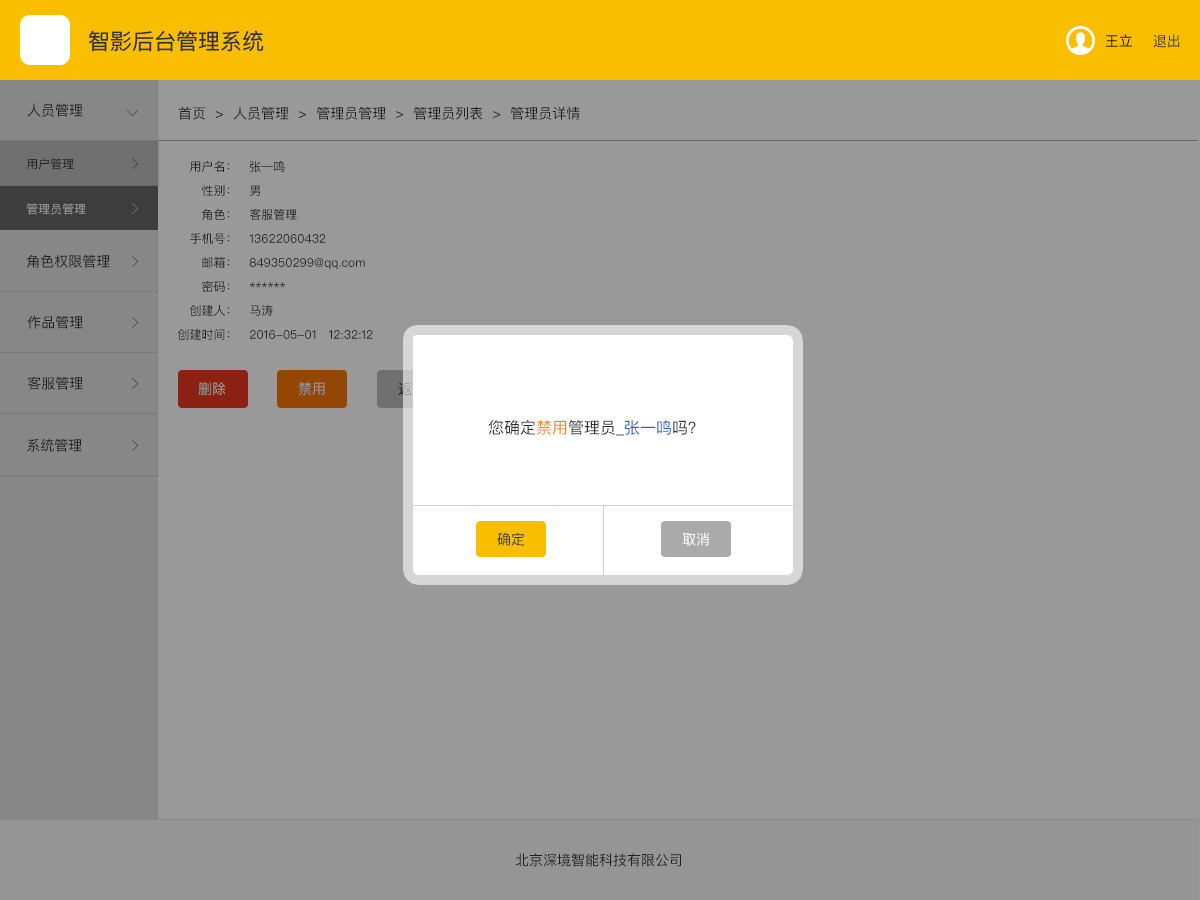 智影后台管理系统
王立 退出
人员管理
用户管理
管理员管理
角色权限管理
作品管理
客服管理
系统管理
首页 > 人员管理 > 管理员管理 > 管理员列表 > 管理员详情
用户名： 张一鸣
性别： 男
角色： 客服管理
手机号： 13622060432
邮箱： 849350299@qq.com
密码： ******
创建人： 马涛
创建时间： 2016-05-01 12:32:12
删除 禁用 返
您确定禁用管理员_张一鸣吗?
确定 取消
北京深境智能科技有限公司